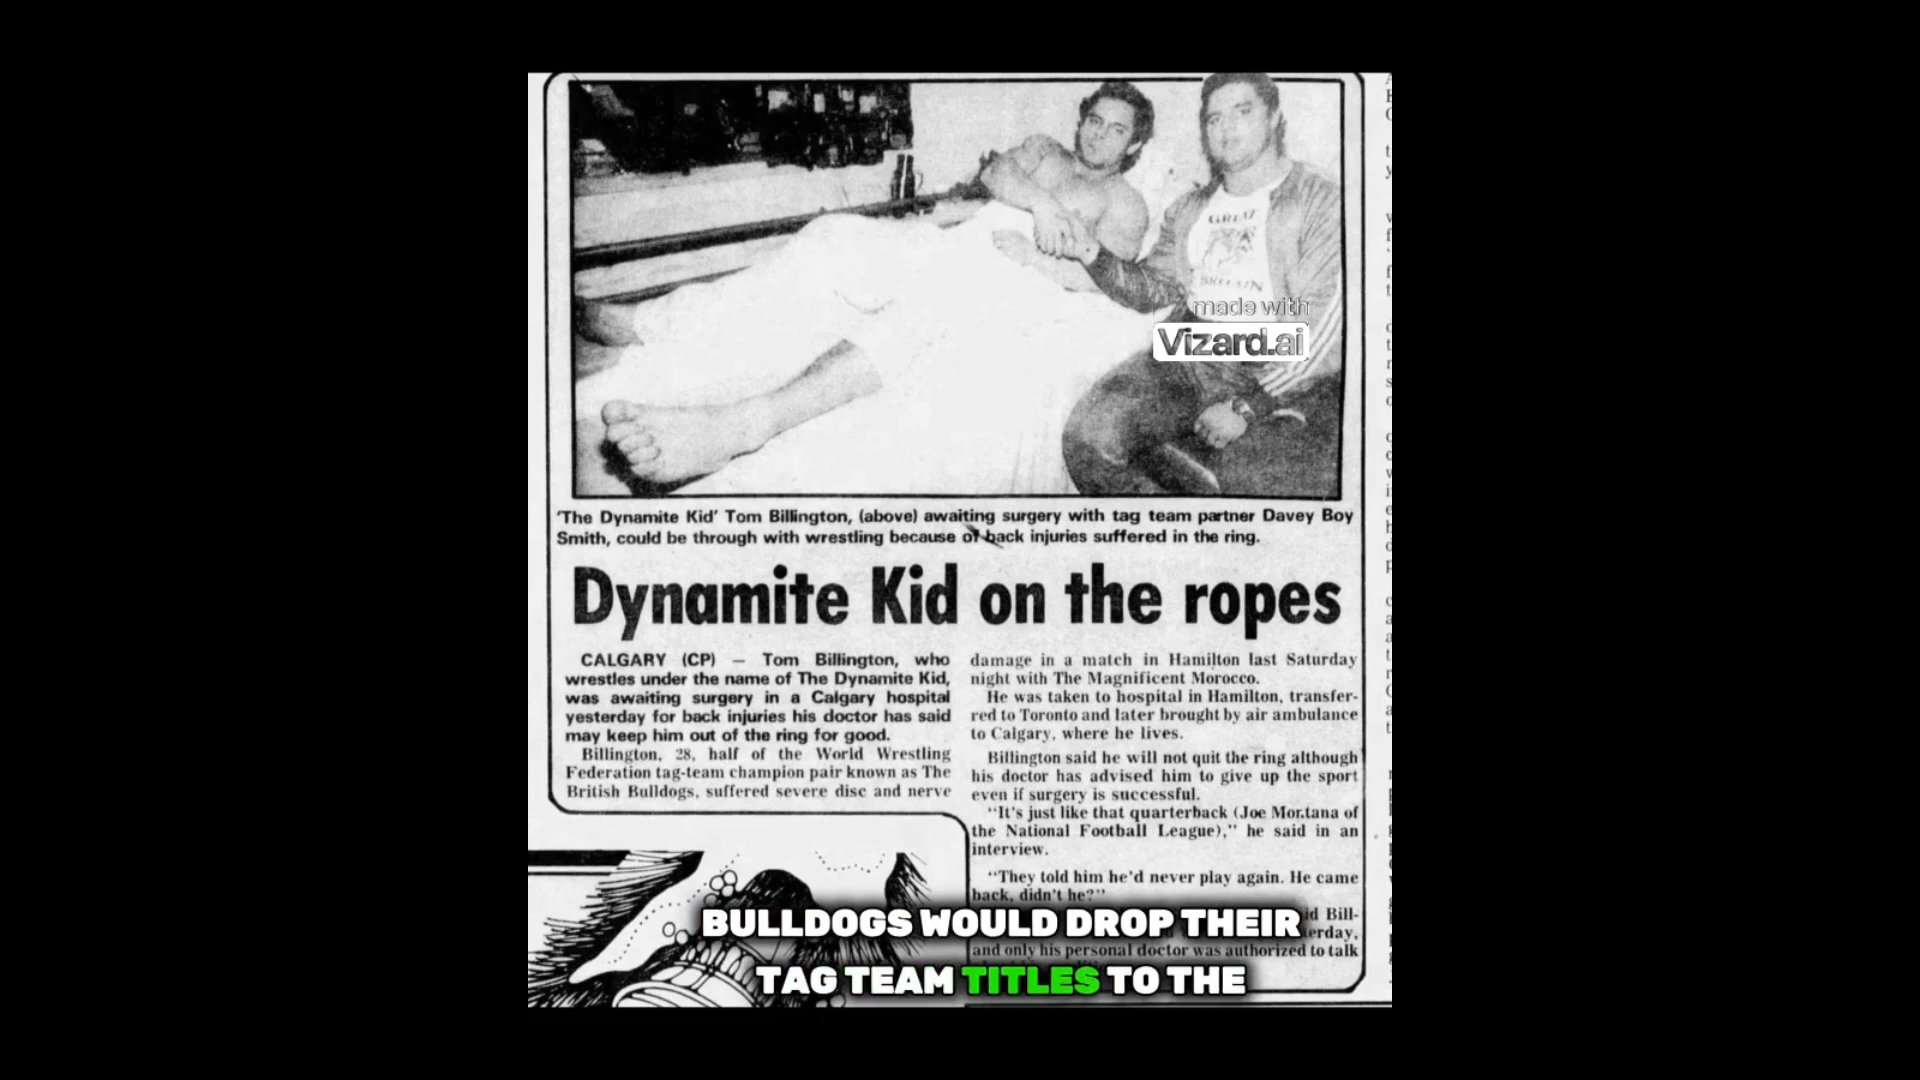 GREAT
BRITAIN
made with
Vizard.ai
'The Dynamite Kid' Tom Billington, (above) awaiting surgery with tag team partner Davey Boy
Smith, could be through with wrestling because of back injuries suffered in the ring.
Dynamite Kid on the ropes
CALGARY (CP) — Tom Billington, who
wrestles under the name of The Dynamite Kid,
was awaiting surgery in a Calgary hospital
yesterday for back injuries his doctor has said
may keep him out of the ring for good.
Billington, 28, half of the World Wrestling
Federation tag-team champion pair known as The
British Bulldogs, suffered severe disc and nerve
damage in a match in Hamilton last Saturday
night with The Magnificent Morocco.
He was taken to hospital in Hamilton, transfer-
red to Toronto and later brought by air ambulance
to Calgary, where he lives.
Billington said he will not quit the ring although
his doctor has advised him to give up the sport
even if surgery is successful.
"It's just like that quarterback (Joe Montana of
the National Football League)," he said in an
interview.
"They told him he'd never play again. He came
back, didn't he?"
Bill-
and only his personal doctor was authorized to talk
BULLDOGS WOULD DROP THEIR
TAG TEAM TITLES TO THE